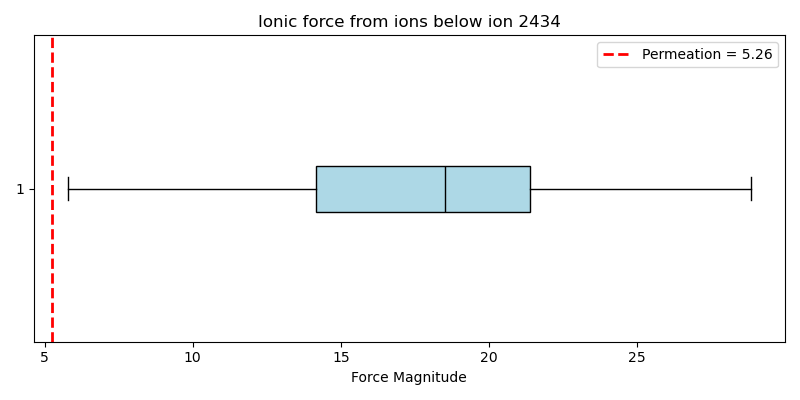 Ionic force from ions below ion 2434
Permeation = 5.26
1
5
10
15
20
25
Force Magnitude